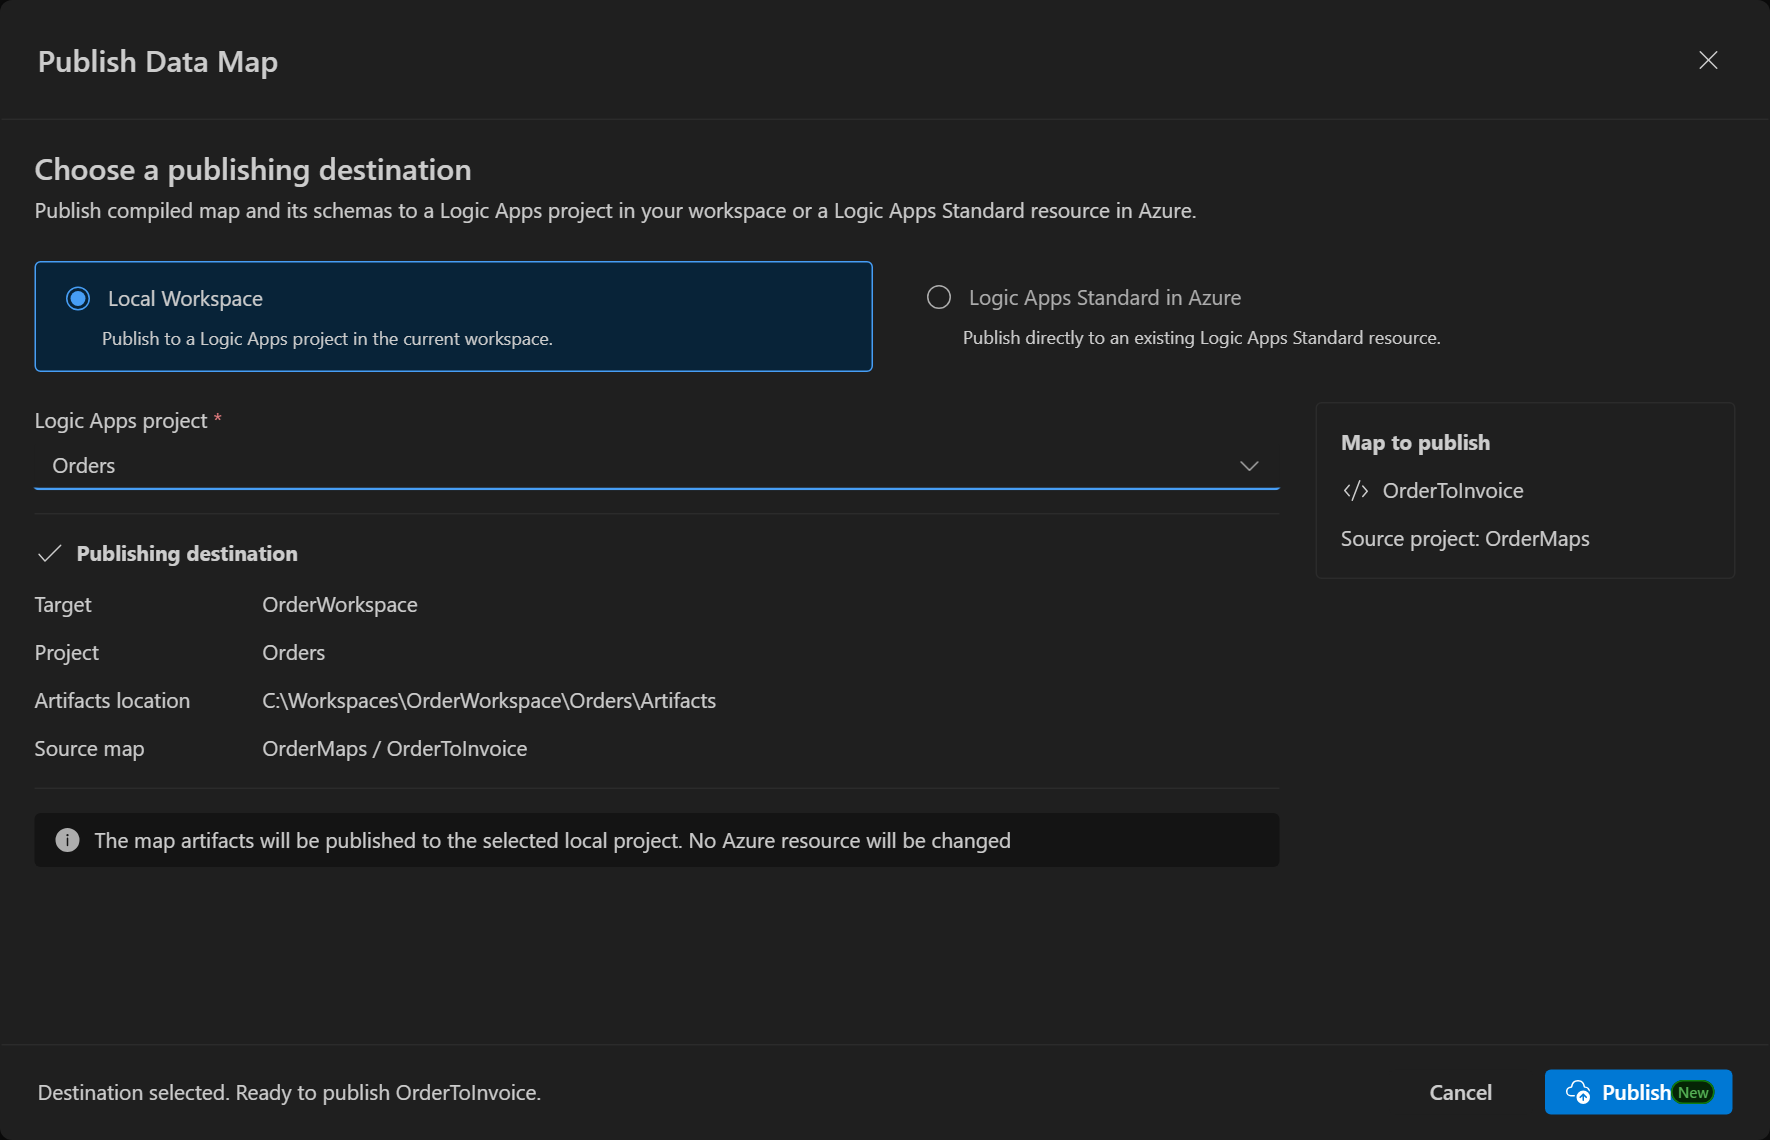 Publish Data Map
Choose a publishing destination
Publish compiled map and its schemas to a Logic Apps project in your workspace or a Logic Apps Standard resource in Azure.
Local Workspace
Publish to a Logic Apps project in the current workspace.
Logic Apps Standard in Azure
Publish directly to an existing Logic Apps Standard resource.
Logic Apps project *
Orders
Map to publish
</> OrderToInvoice
Source project: OrderMaps
Publishing destination
Target OrderWorkspace
Project Orders
Artifacts location C:\Workspaces\OrderWorkspace\Orders\Artifacts
Source map OrderMaps / OrderToInvoice
The map artifacts will be published to the selected local project. No Azure resource will be changed
Destination selected. Ready to publish OrderToInvoice.
Cancel
Publish New